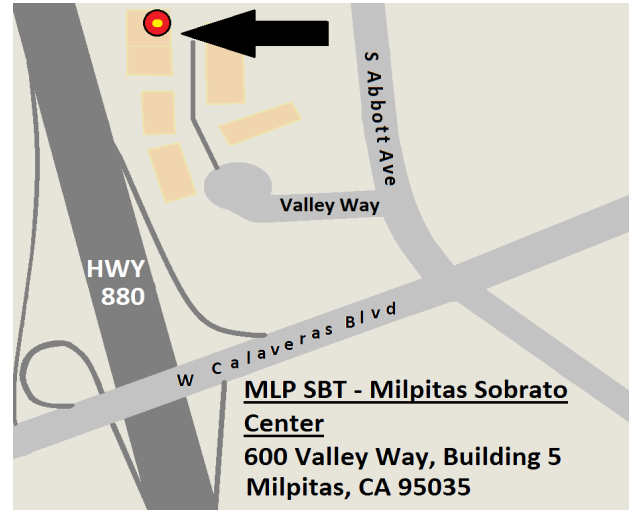 S Abbott Ave
Valley Way
HWY
880
W Calaveras Blvd
MLP SBT - Milpitas Sobrato
Center
600 Valley Way, Building 5
Milpitas, CA 95035